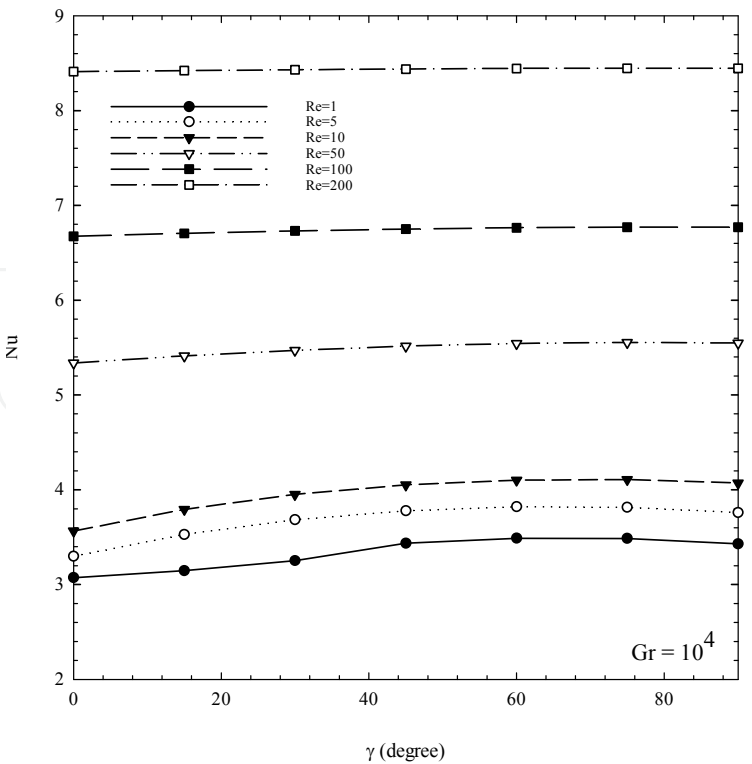 9
8
7
6
5
4
3
2
Nu
Re=1
Re=5
Re=10
Re=50
Re=100
Re=200
Gr = 10^4
0 20 40 60 80
γ (degree)